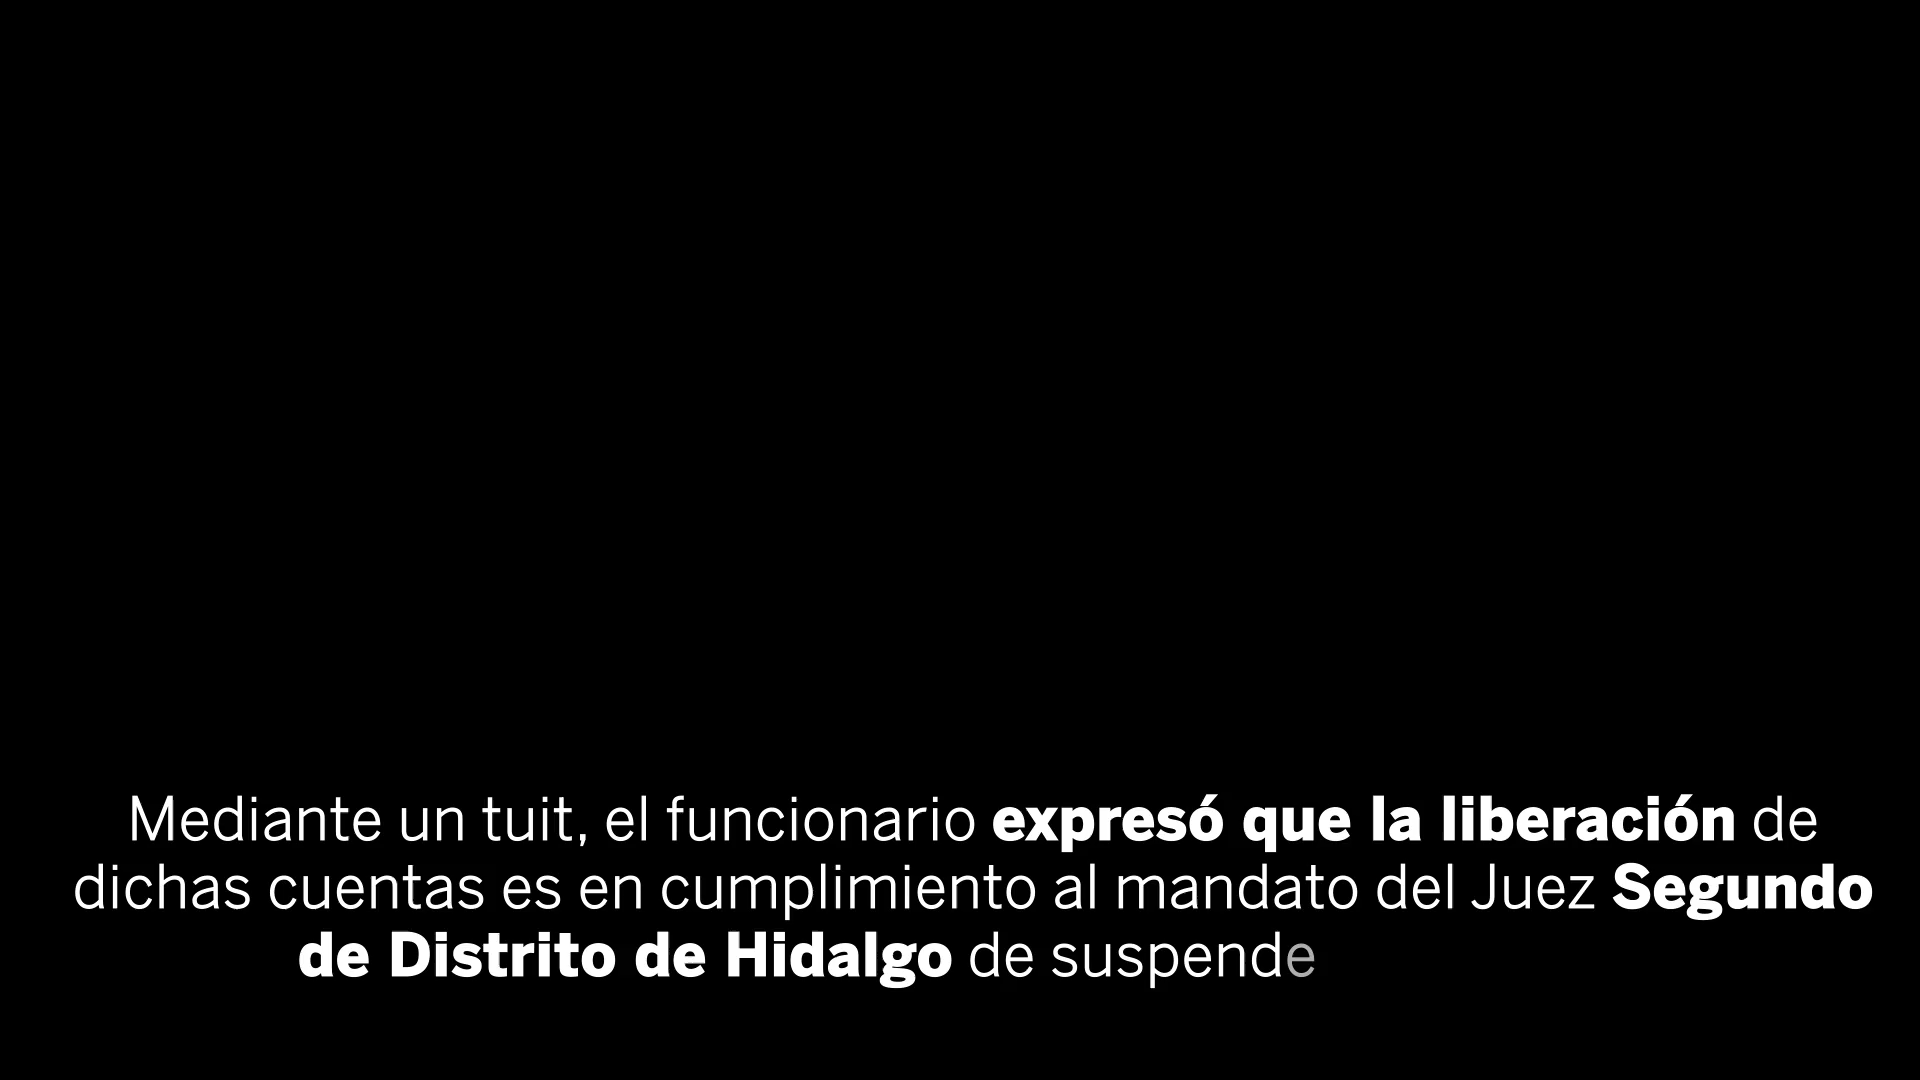 Mediante un tuit, el funcionario expresó que la liberación de
dichas cuentas es en cumplimiento al mandato del Juez Segundo
de Distrito de Hidalgo de suspende